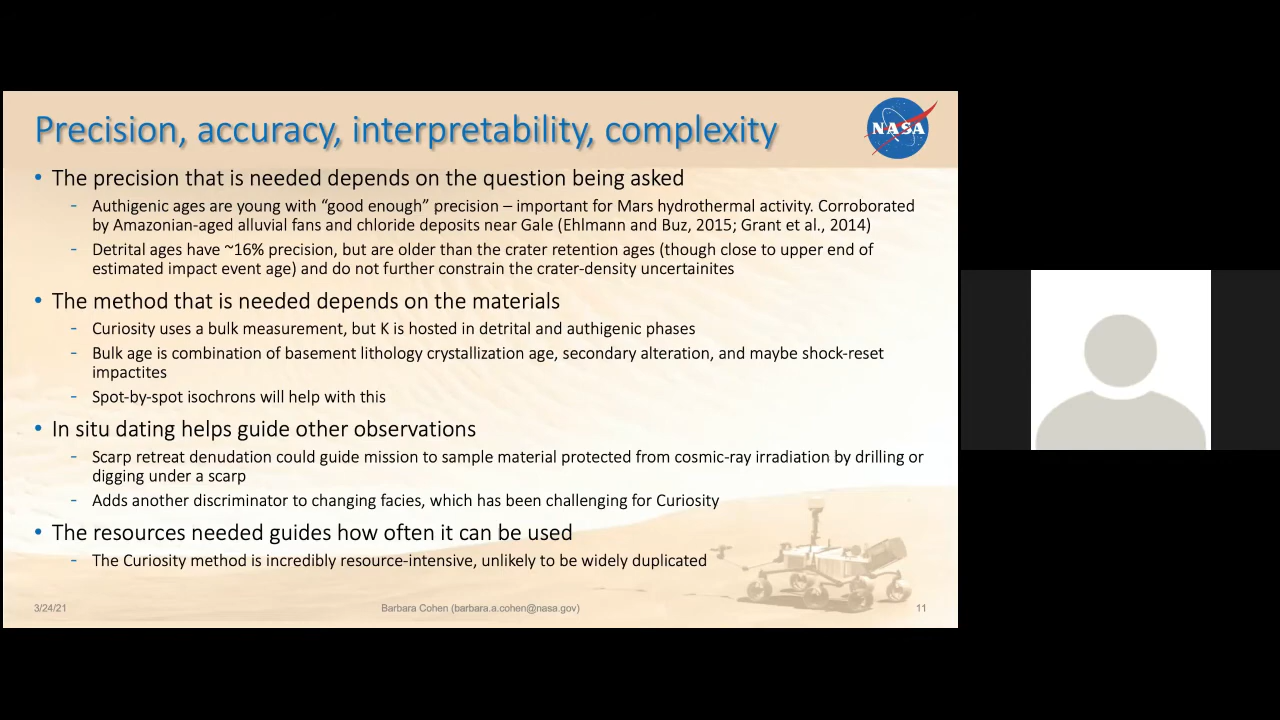 Precision, accuracy, interpretability, complexity
NASA
• The precision that is needed depends on the question being asked
- Authigenic ages are young with “good enough” precision – important for Mars hydrothermal activity. Corroborated
by Amazonian-aged alluvial fans and chloride deposits near Gale (Ehlmann and Buz, 2015; Grant et al., 2014)
- Detrital ages have ~16% precision, but are older than the crater retention ages (though close to upper end of
estimated impact event age) and do not further constrain the crater-density uncertainites
• The method that is needed depends on the materials
- Curiosity uses a bulk measurement, but K is hosted in detrital and authigenic phases
- Bulk age is combination of basement lithology crystallization age, secondary alteration, and maybe shock-reset
impactites
- Spot-by-spot isochrons will help with this
• In situ dating helps guide other observations
- Scarp retreat denudation could guide mission to sample material protected from cosmic-ray irradiation by drilling or
digging under a scarp
- Adds another discriminator to changing facies, which has been challenging for Curiosity
• The resources needed guides how often it can be used
- The Curiosity method is incredibly resource-intensive, unlikely to be widely duplicated
3/24/21
Barbara Cohen (barbara.a.cohen@nasa.gov)
11